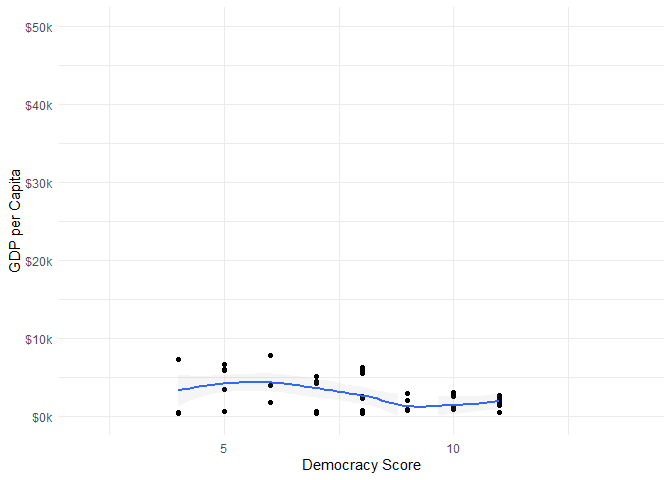 $50k
$40k
$30k
$20k
$10k
$0k
GDP per Capita
5 10
Democracy Score